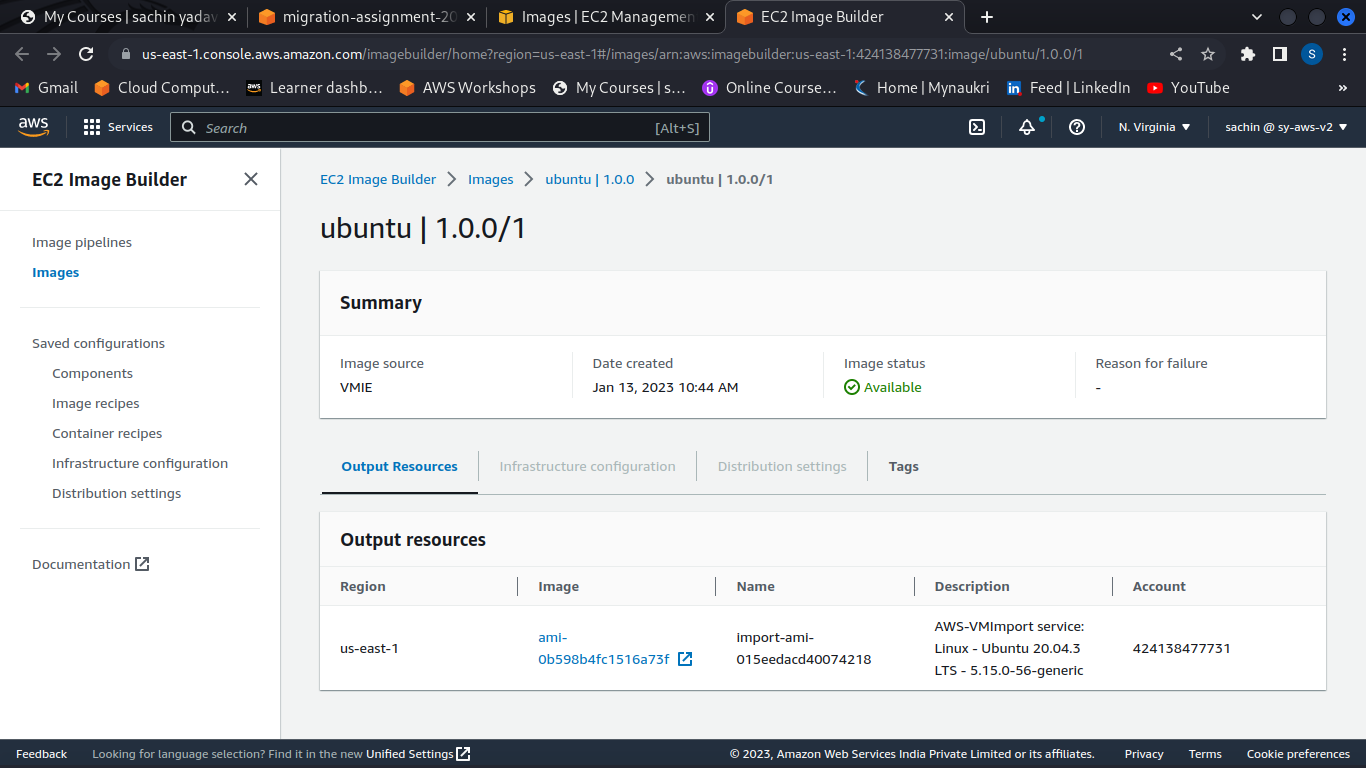 My Courses | sachin yadav
migration-assignment-20
Images | EC2 Managemen
EC2 Image Builder
us-east-1.console.aws.amazon.com/imagebuilder/home?region=us-east-1#/images/arn:aws:imagebuilder:us-east-1:424138477731:image/ubuntu/1.0.0/1
S
Gmail
Cloud Comput…
aws
Learner dashb…
AWS Workshops
My Courses | s…
Online Course…
Home | Mynaukri
Feed | LinkedIn
YouTube
»
aws
Services
Search
[Alt+S]
N. Virginia
sachin @ sy-aws-v2
EC2 Image Builder
Image pipelines
Images
Saved configurations
Components
Image recipes
Container recipes
Infrastructure configuration
Distribution settings
Documentation
EC2 Image Builder
Images
ubuntu | 1.0.0
ubuntu | 1.0.0/1
ubuntu | 1.0.0/1
Summary
Image source
VMIE
Date created
Jan 13, 2023 10:44 AM
Image status
Available
Reason for failure
-
Output Resources
Infrastructure configuration
Distribution settings
Tags
Output resources
Region
Image
Name
Description
Account
us-east-1
ami-
0b598b4fc1516a73f
import-ami-
015eedacd40074218
AWS-VMImport service:
Linux - Ubuntu 20.04.3
LTS - 5.15.0-56-generic
424138477731
Feedback
Looking for language selection? Find it in the new Unified Settings
© 2023, Amazon Web Services India Private Limited or its affiliates.
Privacy
Terms
Cookie preferences